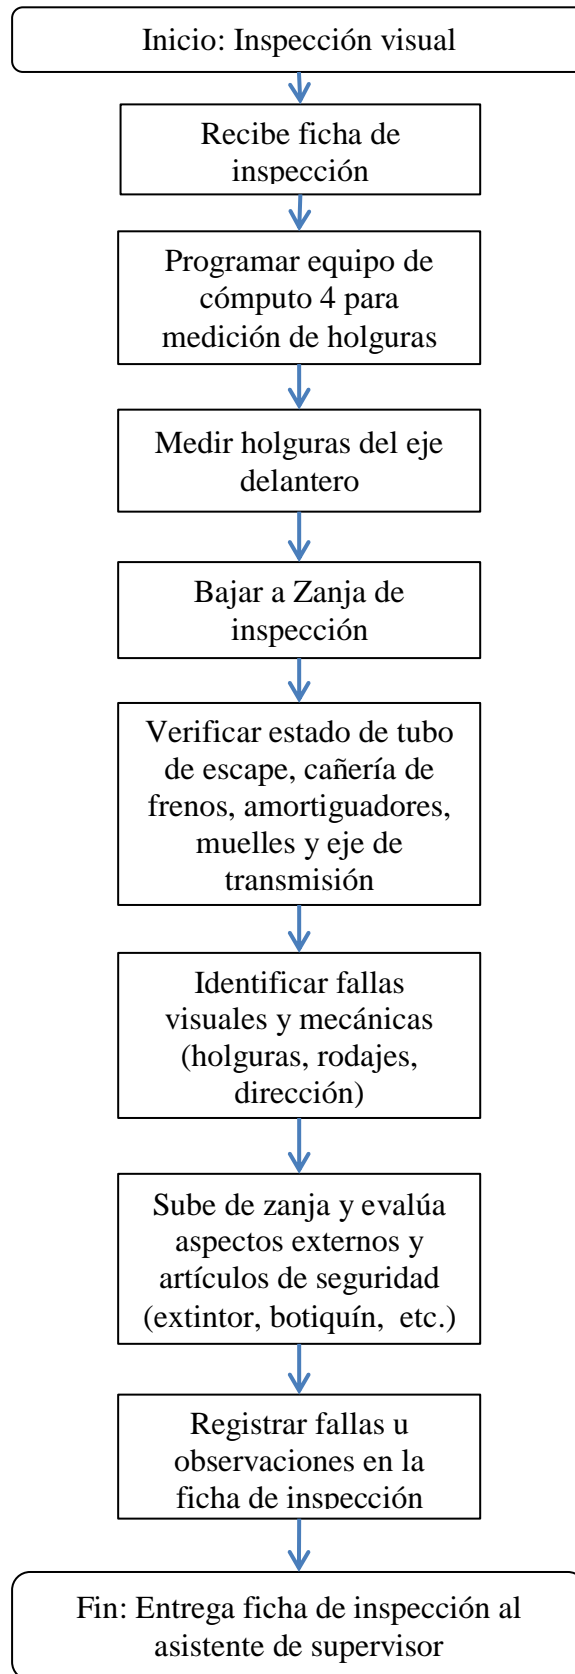 Inicio: Inspección visual
Recibe ficha de
inspección
Programar equipo de
cómputo 4 para
medición de holguras
Medir holguras del eje
delantero
Bajar a Zanja de
inspección
Verificar estado de tubo
de escape, cañería de
frenos, amortiguadores,
muelles y eje de
transmisión
Identificar fallas
visuales y mecánicas
(holguras, rodajes,
dirección)
Sube de zanja y evalúa
aspectos externos y
artículos de seguridad
(extintor, botiquín, etc.)
Registrar fallas u
observaciones en la
ficha de inspección
Fin: Entrega ficha de inspección al
asistente de supervisor